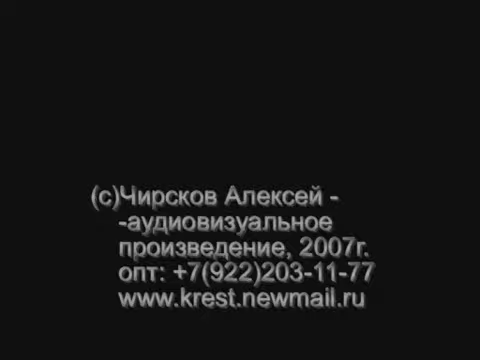 (c)Чирсков Алексей -
-аудиовизуальное
произведение, 2007г.
опт: +7(922)203-11-77
www.krest.newmail.ru